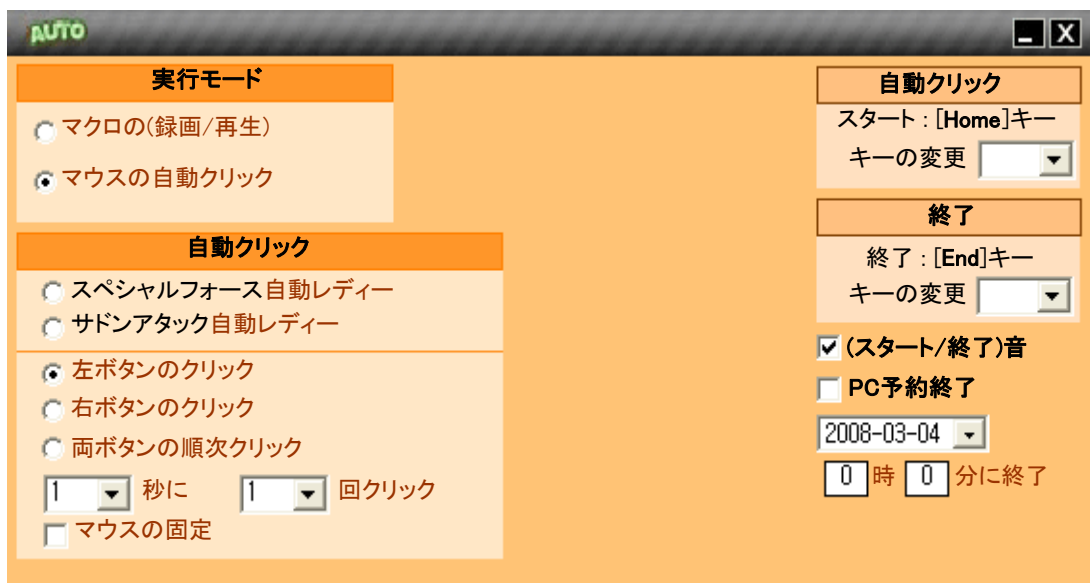 AUTO
実行モード
マクロの(録画/再生)
マウスの自動クリック
自動クリック
スペシャルフォース自動レディー
サドンアタック自動レディー
左ボタンのクリック
右ボタンのクリック
両ボタンの順次クリック
1 秒に 1 回クリック
マウスの固定
自動クリック
スタート : [Home]キー
キーの変更
終了
終了 : [End]キー
キーの変更
(スタート/終了)音
PC予約終了
2008-03-04
0 時 0 分に終了